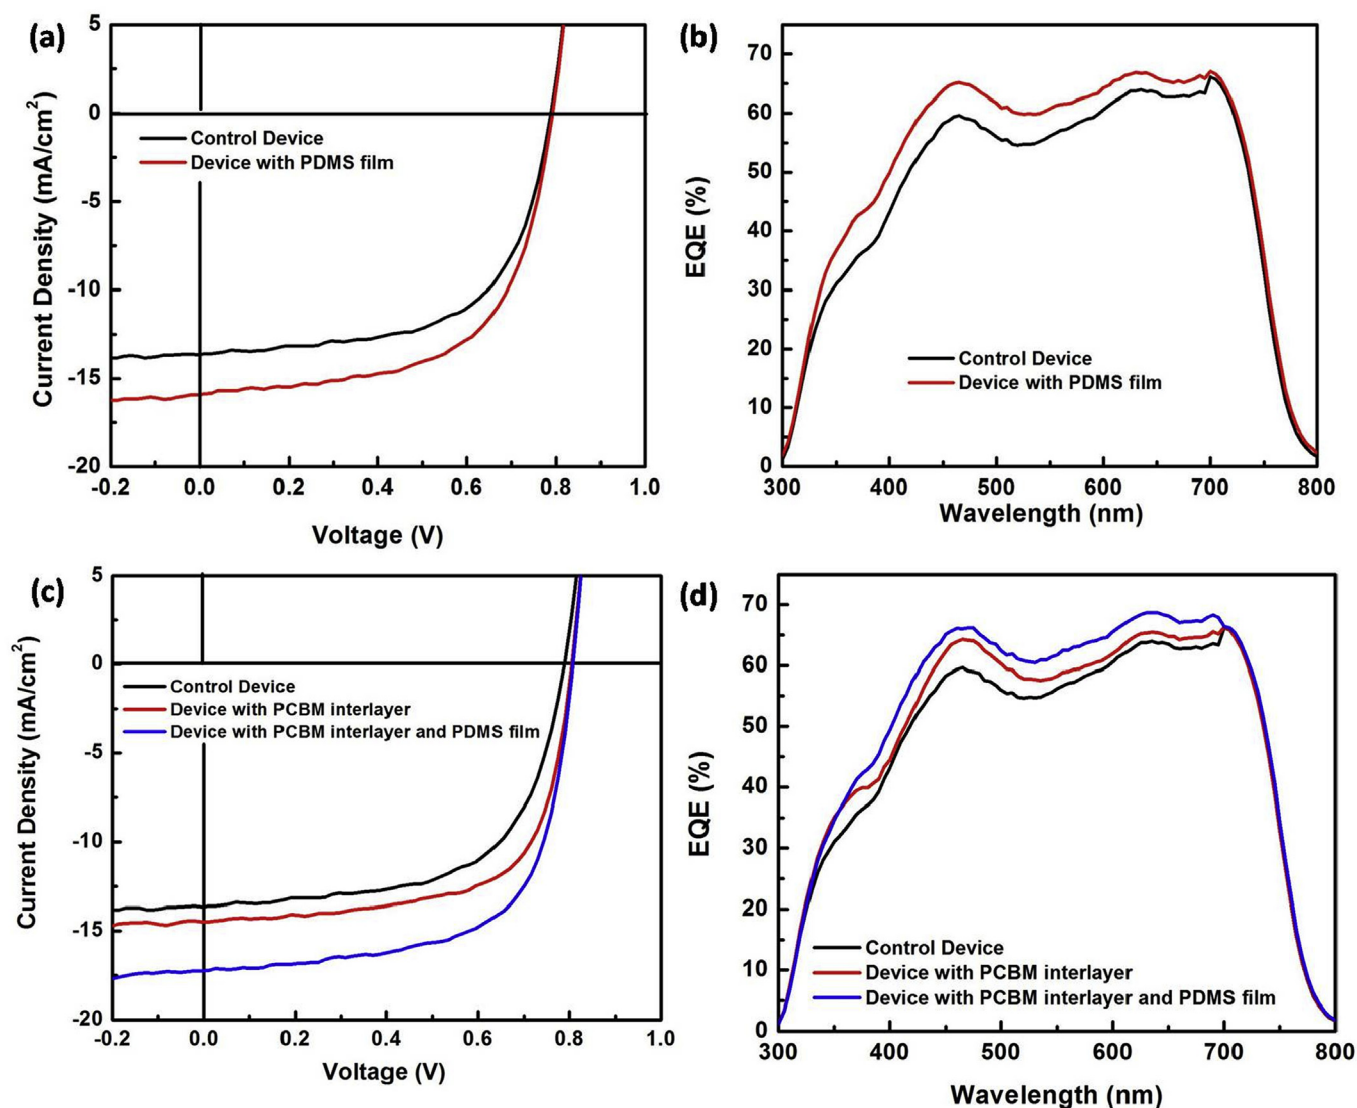 (a)
5
0
-5
-10
-15
-20
Current Density (mA/cm²)
Control Device
Device with PDMS film
-0.2 0.0 0.2 0.4 0.6 0.8 1.0
Voltage (V)
(b)
70
60
50
40
30
20
10
0
EQE (%)
Control Device
Device with PDMS film
300 400 500 600 700 800
Wavelength (nm)
(c)
5
0
-5
-10
-15
-20
Current Density (mA/cm²)
Control Device
Device with PCBM interlayer
Device with PCBM interlayer and PDMS film
-0.2 0.0 0.2 0.4 0.6 0.8 1.0
Voltage (V)
(d)
70
60
50
40
30
20
10
0
EQE (%)
Control Device
Device with PCBM interlayer
Device with PCBM interlayer and PDMS film
300 400 500 600 700 800
Wavelength (nm)